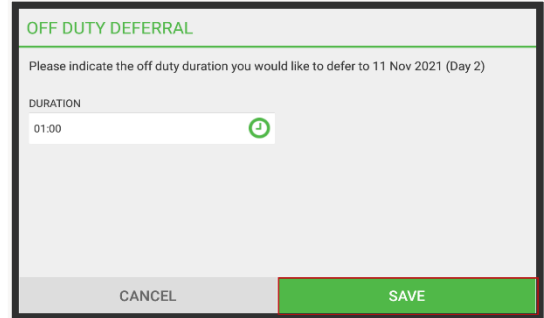 OFF DUTY DEFERRAL
Please indicate the off duty duration you would like to defer to 11 Nov 2021 (Day 2)
DURATION
01:00
CANCEL
SAVE